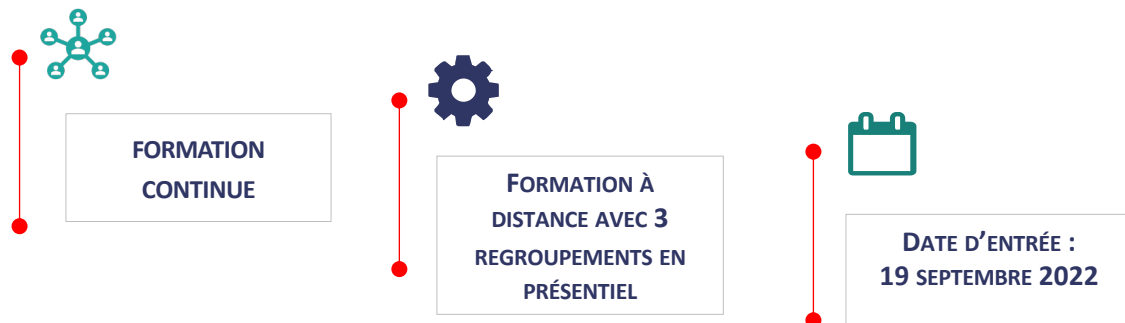 FORMATION
CONTINUE
FORMATION À
DISTANCE AVEC 3
REGROUPEMENTS EN
PRÉSENTIEL
DATE D’ENTRÉE :
19 SEPTEMBRE 2022